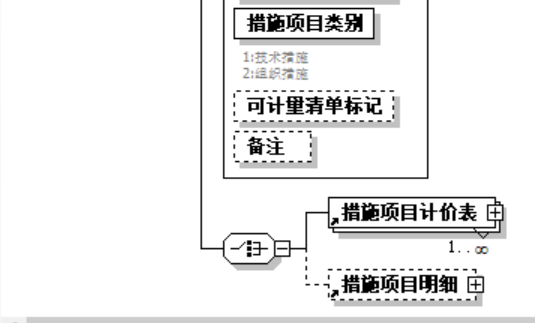 措施项目类别
1:技术措施
2:组织措施
可计量清单标记
备注
措施项目计价表
1..∞
措施项目明细